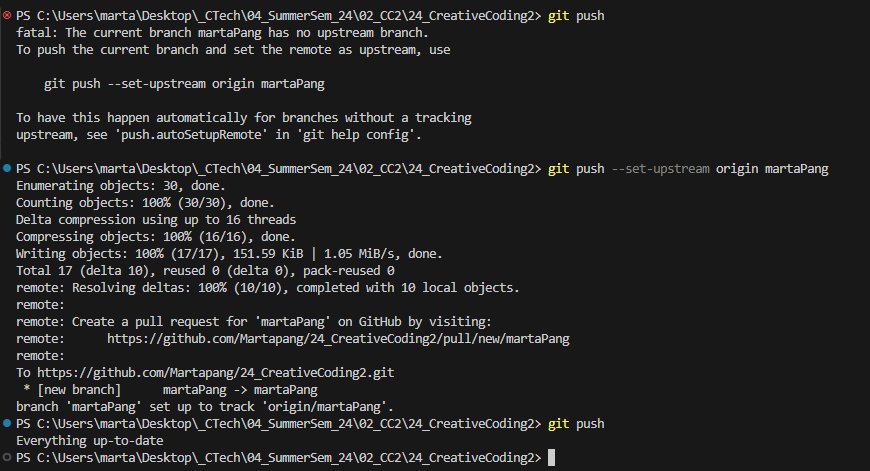 PS C:\Users\marta\Desktop\_CTech\04_SummerSem_24\02_CC2\24_CreativeCoding2> git push
fatal: The current branch martaPang has no upstream branch.
To push the current branch and set the remote as upstream, use
    git push --set-upstream origin martaPang
To have this happen automatically for branches without a tracking
upstream, see 'push.autoSetupRemote' in 'git help config'.
PS C:\Users\marta\Desktop\_CTech\04_SummerSem_24\02_CC2\24_CreativeCoding2> git push --set-upstream origin martaPang
Enumerating objects: 30, done.
Counting objects: 100% (30/30), done.
Delta compression using up to 16 threads
Compressing objects: 100% (16/16), done.
Writing objects: 100% (17/17), 151.59 KiB | 1.05 MiB/s, done.
Total 17 (delta 10), reused 0 (delta 0), pack-reused 0
remote: Resolving deltas: 100% (10/10), completed with 10 local objects.
remote:
remote: Create a pull request for 'martaPang' on GitHub by visiting:
remote:      https://github.com/Martapang/24_CreativeCoding2/pull/new/martaPang
remote:
To https://github.com/Martapang/24_CreativeCoding2.git
 * [new branch]      martaPang -> martaPang
branch 'martaPang' set up to track 'origin/martaPang'.
PS C:\Users\marta\Desktop\_CTech\04_SummerSem_24\02_CC2\24_CreativeCoding2> git push
Everything up-to-date
PS C:\Users\marta\Desktop\_CTech\04_SummerSem_24\02_CC2\24_CreativeCoding2>